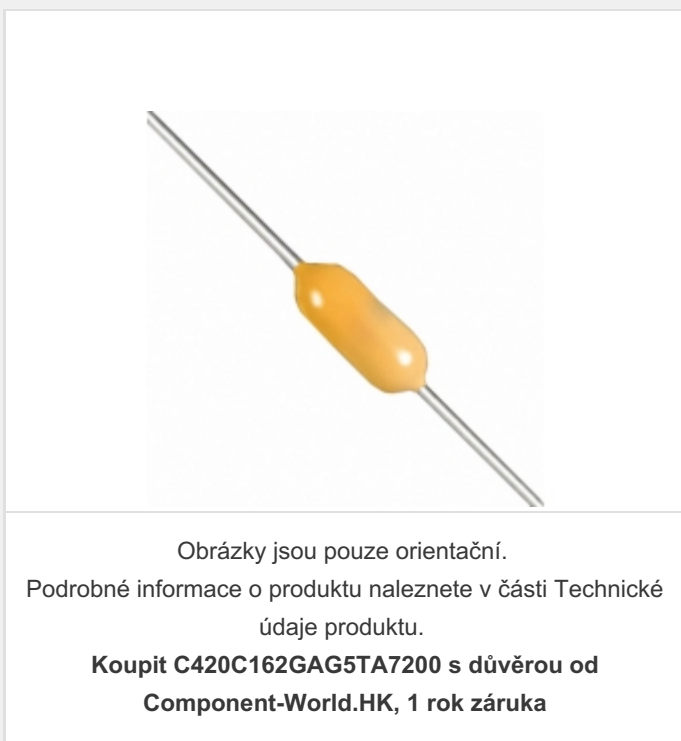 Obrázky jsou pouze orientační.
Podrobné informace o produktu naleznete v části Technické
údaje produktu.
Koupit C420C162GAG5TA7200 s důvěrou od
Component-World.HK, 1 rok záruka